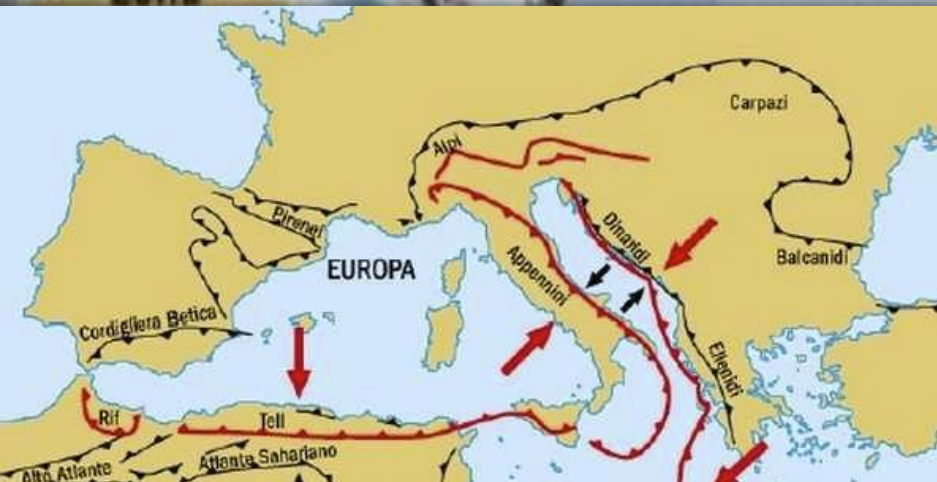 Carpazi
Alpi
Pirenei
Dinaridi
Balcanidi
EUROPA
Appennini
Cordigliera Betica
Ellenidi
Rif
Tell
Alto Atlante
Atlante Sahariano